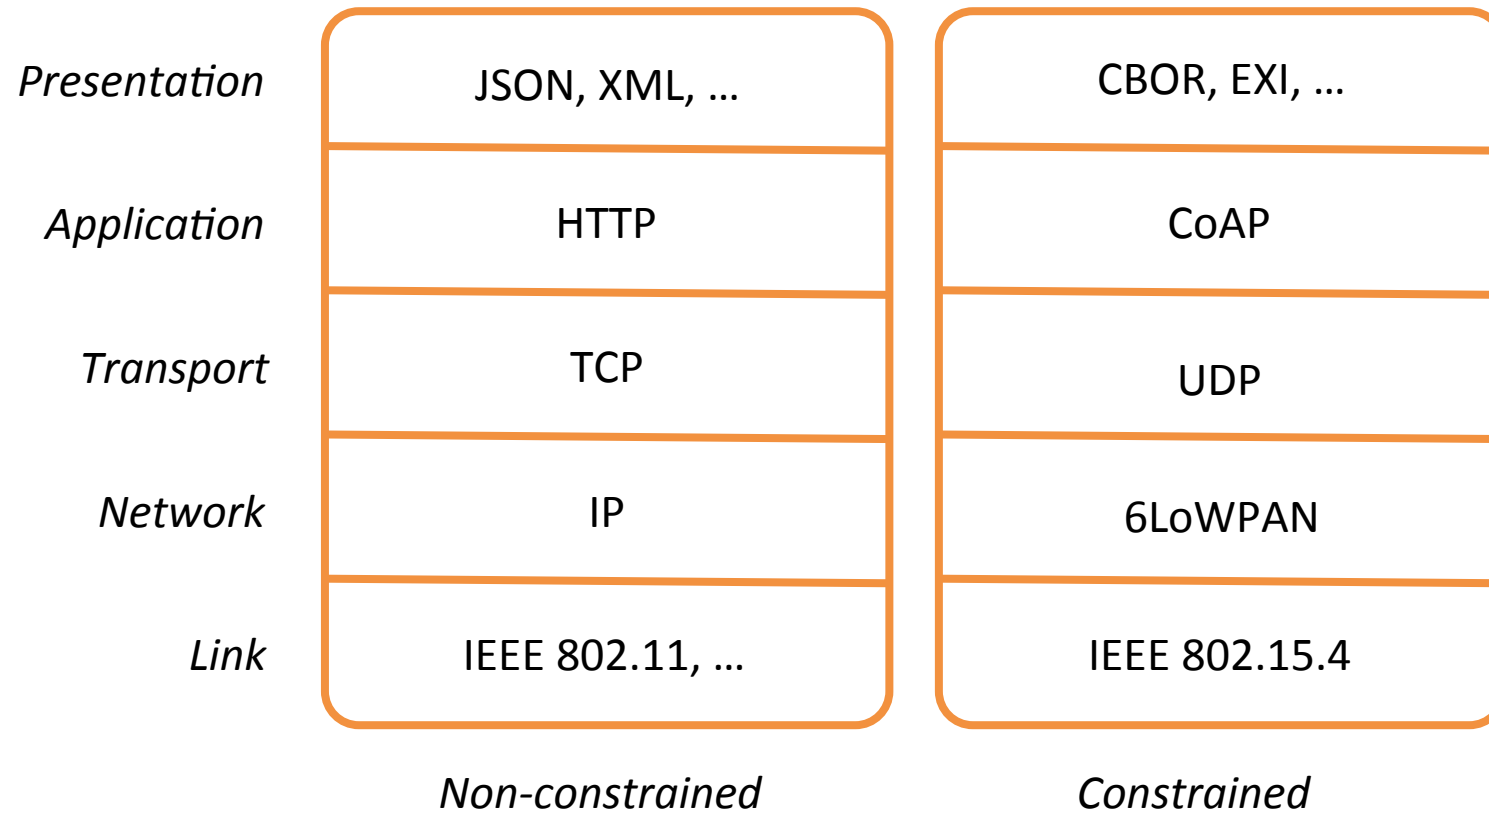 Presentation JSON, XML, … CBOR, EXI, …
Application HTTP CoAP
Transport TCP UDP
Network IP 6LoWPAN
Link IEEE 802.11, … IEEE 802.15.4
Non-constrained Constrained